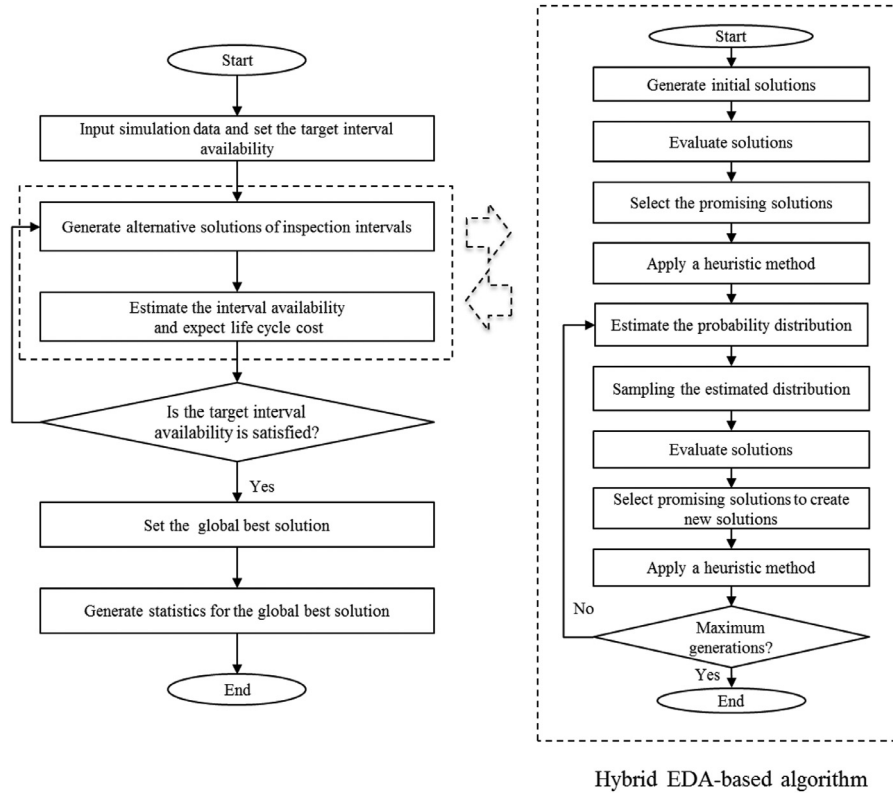 Start
Input simulation data and set the target interval
availability
Generate alternative solutions of inspection intervals
Estimate the interval availability
and expect life cycle cost
Is the target interval
availability is satisfied?
Yes
Set the global best solution
Generate statistics for the global best solution
End
Start
Generate initial solutions
Evaluate solutions
Select the promising solutions
Apply a heuristic method
Estimate the probability distribution
Sampling the estimated distribution
Evaluate solutions
Select promising solutions to create
new solutions
Apply a heuristic method
No
Maximum
generations?
Yes
End
Hybrid EDA-based algorithm